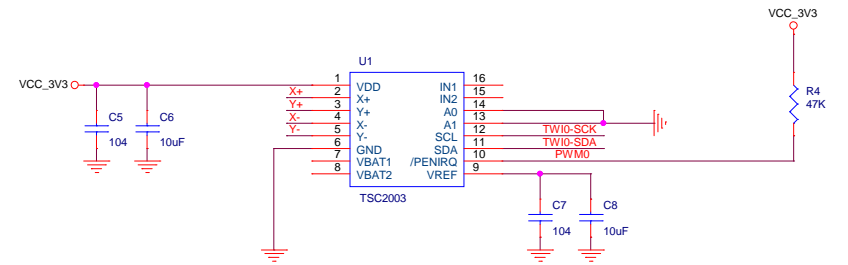 VCC_3V3
U1
VCC_3V3
1 VDD IN1 16
X+ 2 X+ IN2 15
Y+ 3 Y+ A0 14
X- 4 X- A1 13
Y- 5 Y- SCL 12 TWI0-SCK
6 GND SDA 11 TWI0-SDA
7 VBAT1 /PENIRQ 10 PWM0
8 VBAT2 VREF 9
TSC2003
R4
47K
C5
104
C6
10uF
C7
104
C8
10uF